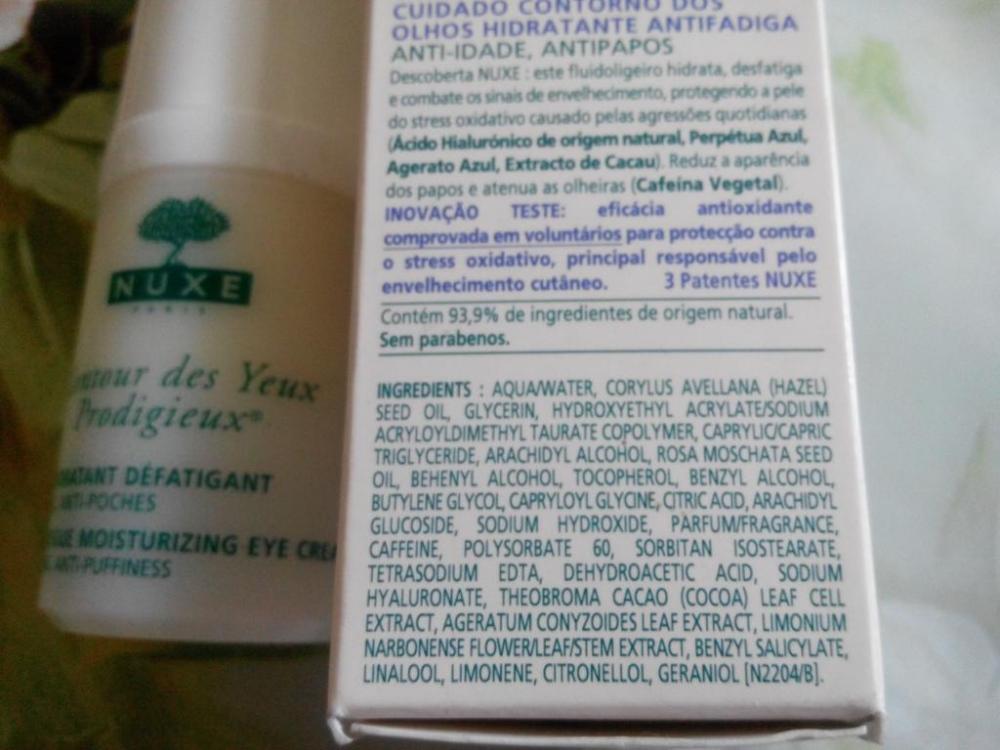 NUXE
PARIS
des Yeux
Prodigieux®
DÉFATIGANT
ANTI-POCHES
MOISTURIZING EYE
ANTI-PUFFINESS
CUIDADO CONTORNO DOS
OLHOS HIDRATANTE ANTIFADIGA
ANTI-IDADE, ANTIPAPOS
Descoberta NUXE : este fluidoligeiro hidrata, desfatiga
e combate os sinais de envelhecimento, protegendo a pele
do stress oxidativo causado pelas agressões quotidianas
(Ácido Hialurónico de origem natural, Perpétua Azul,
Agerato Azul, Extracto de Cacau). Reduz a aparência
dos papos e atenua as olheiras (Cafeína Vegetal).
INOVAÇÃO TESTE: eficácia antioxidante
comprovada em voluntários para protecção contra
o stress oxidativo, principal responsável pelo
envelhecimento cutâneo. 3 Patentes NUXE
Contém 93,9% de ingredientes de origem natural.
Sem parabenos.
INGREDIENTS : AQUA/WATER, CORYLUS AVELLANA (HAZEL)
SEED OIL, GLYCERIN, HYDROXYETHYL ACRYLATE/SODIUM
ACRYLOYLDIMETHYL TAURATE COPOLYMER, CAPRYLIC/CAPRIC
TRIGLYCERIDE, ARACHIDYL ALCOHOL, ROSA MOSCHATA SEED
OIL, BEHENYL ALCOHOL, TOCOPHEROL, BENZYL ALCOHOL,
BUTYLENE GLYCOL, CAPRYLOYL GLYCINE, CITRIC ACID, ARACHIDYL
GLUCOSIDE, SODIUM HYDROXIDE, PARFUM/FRAGRANCE,
CAFFEINE, POLYSORBATE 60, SORBITAN ISOSTEARATE,
TETRASODIUM EDTA, DEHYDROACETIC ACID, SODIUM
HYALURONATE, THEOBROMA CACAO (COCOA) LEAF CELL
EXTRACT, AGERATUM CONYZOIDES LEAF EXTRACT, LIMONIUM
NARBONENSE FLOWER/LEAF/STEM EXTRACT, BENZYL SALICYLATE,
LINALOOL, LIMONENE, CITRONELLOL, GERANIOL [N2204/B].